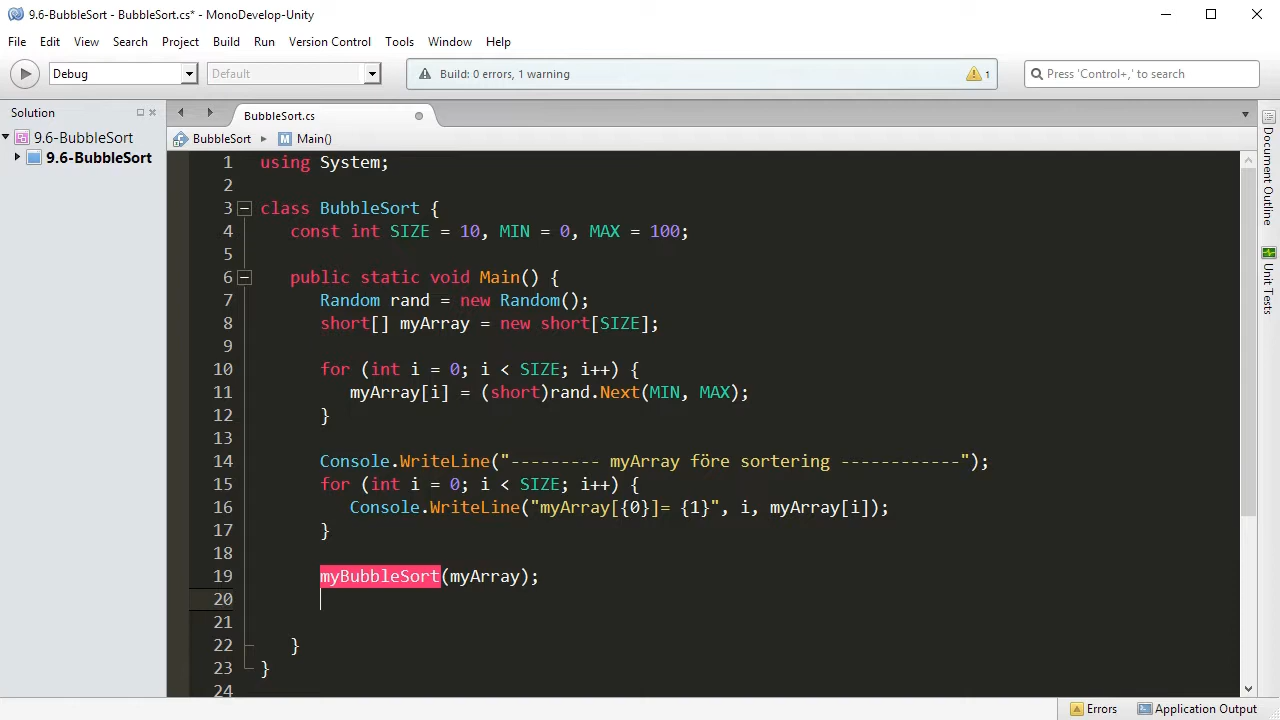 9.6-BubbleSort - BubbleSort.cs* - MonoDevelop-Unity
File Edit View Search Project Build Run Version Control Tools Window Help
Debug Default Build: 0 errors, 1 warning 1 Press 'Control+,' to search
Solution
9.6-BubbleSort
9.6-BubbleSort
BubbleSort.cs
BubbleSort Main()
1 using System;
2
3 class BubbleSort {
4 const int SIZE = 10, MIN = 0, MAX = 100;
5
6 public static void Main() {
7 Random rand = new Random();
8 short[] myArray = new short[SIZE];
9
10 for (int i = 0; i < SIZE; i++) {
11 myArray[i] = (short)rand.Next(MIN, MAX);
12 }
13
14 Console.WriteLine("--------- myArray före sortering ------------");
15 for (int i = 0; i < SIZE; i++) {
16 Console.WriteLine("myArray[{0}]= {1}", i, myArray[i]);
17 }
18
19 myBubbleSort(myArray);
20
21
22 }
23 }
24
Document Outline
Unit Tests
Errors Application Output